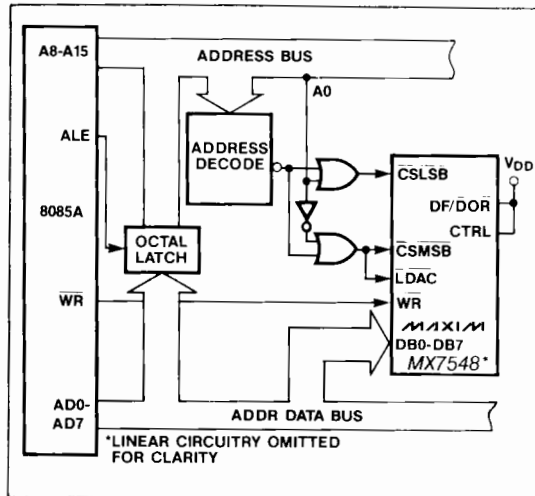 A8-A15
ADDRESS BUS
A0
ALE
ADDRESS
DECODE
CSLSB
VDD
DF/DOR
CTRL
8085A
OCTAL
LATCH
CSMSB
LDAC
WR
WR
MAXIM
DB0-DB7
MX7548*
AD0-
AD7
ADDR DATA BUS
*LINEAR CIRCUITRY OMITTED
FOR CLARITY